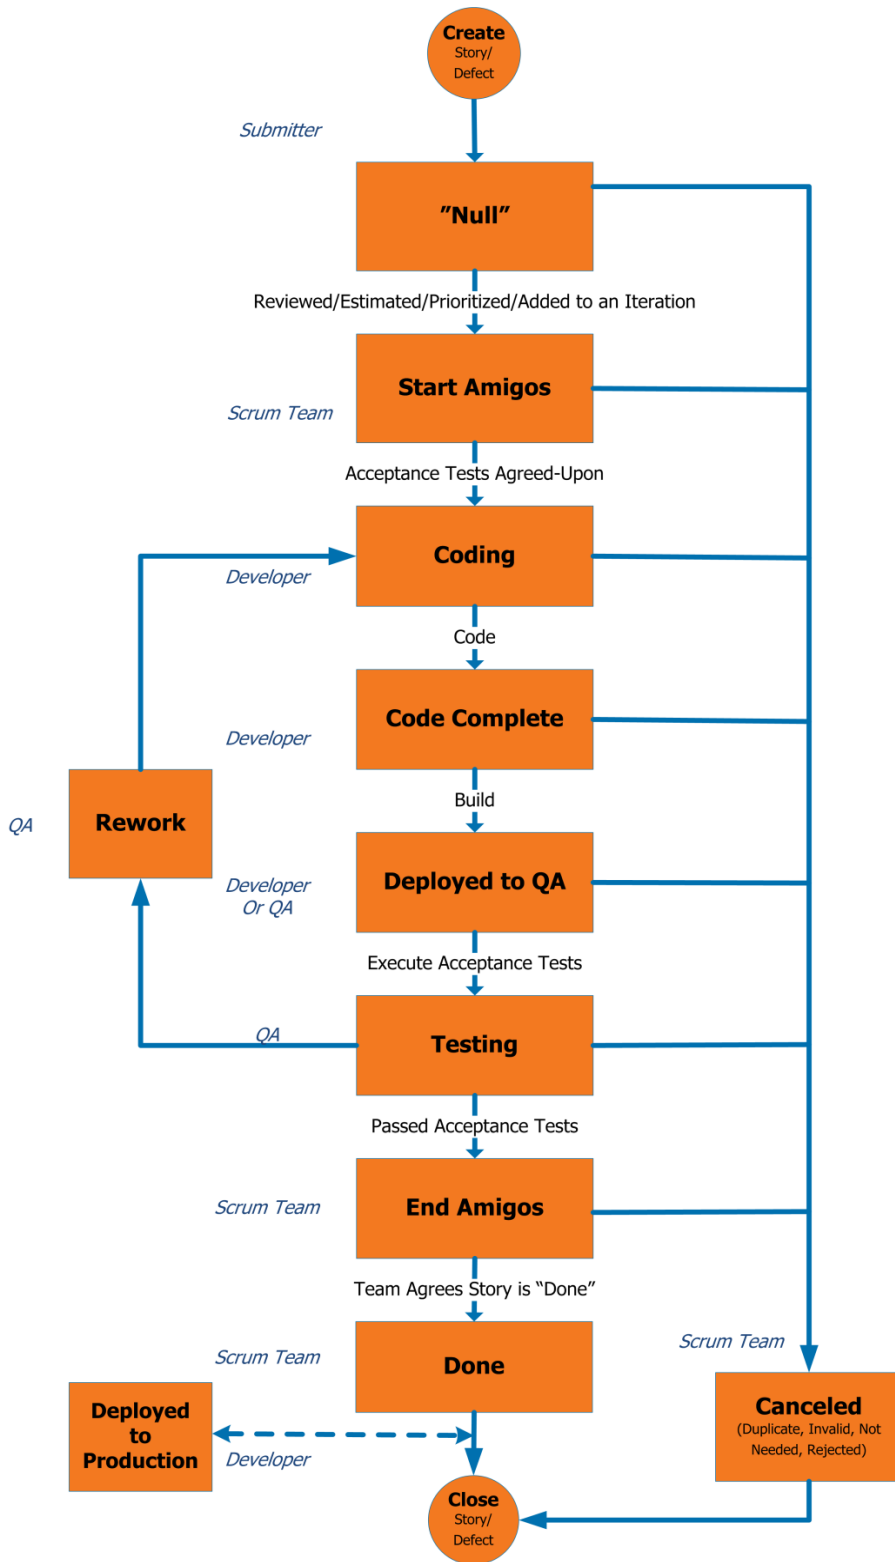 Create
Story/
Defect
Submitter
”Null”
Reviewed/Estimated/Prioritized/Added to an Iteration
Start Amigos
Scrum Team
Acceptance Tests Agreed-Upon
Coding
Developer
Code
Code Complete
Developer
Build
Rework
QA
Deployed to QA
Developer
Or QA
Execute Acceptance Tests
Testing
QA
Passed Acceptance Tests
End Amigos
Scrum Team
Team Agrees Story is “Done”
Done
Scrum Team
Scrum Team
Canceled
(Duplicate, Invalid, Not
Needed, Rejected)
Deployed
to
Production
Developer
Close
Story/
Defect